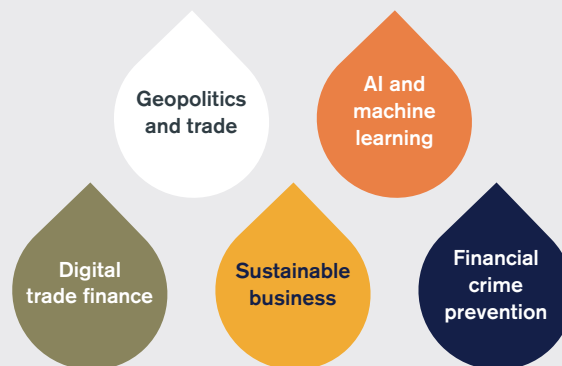 Geopolitics
and trade
AI and
machine
learning
Digital
trade finance
Sustainable
business
Financial
crime
prevention